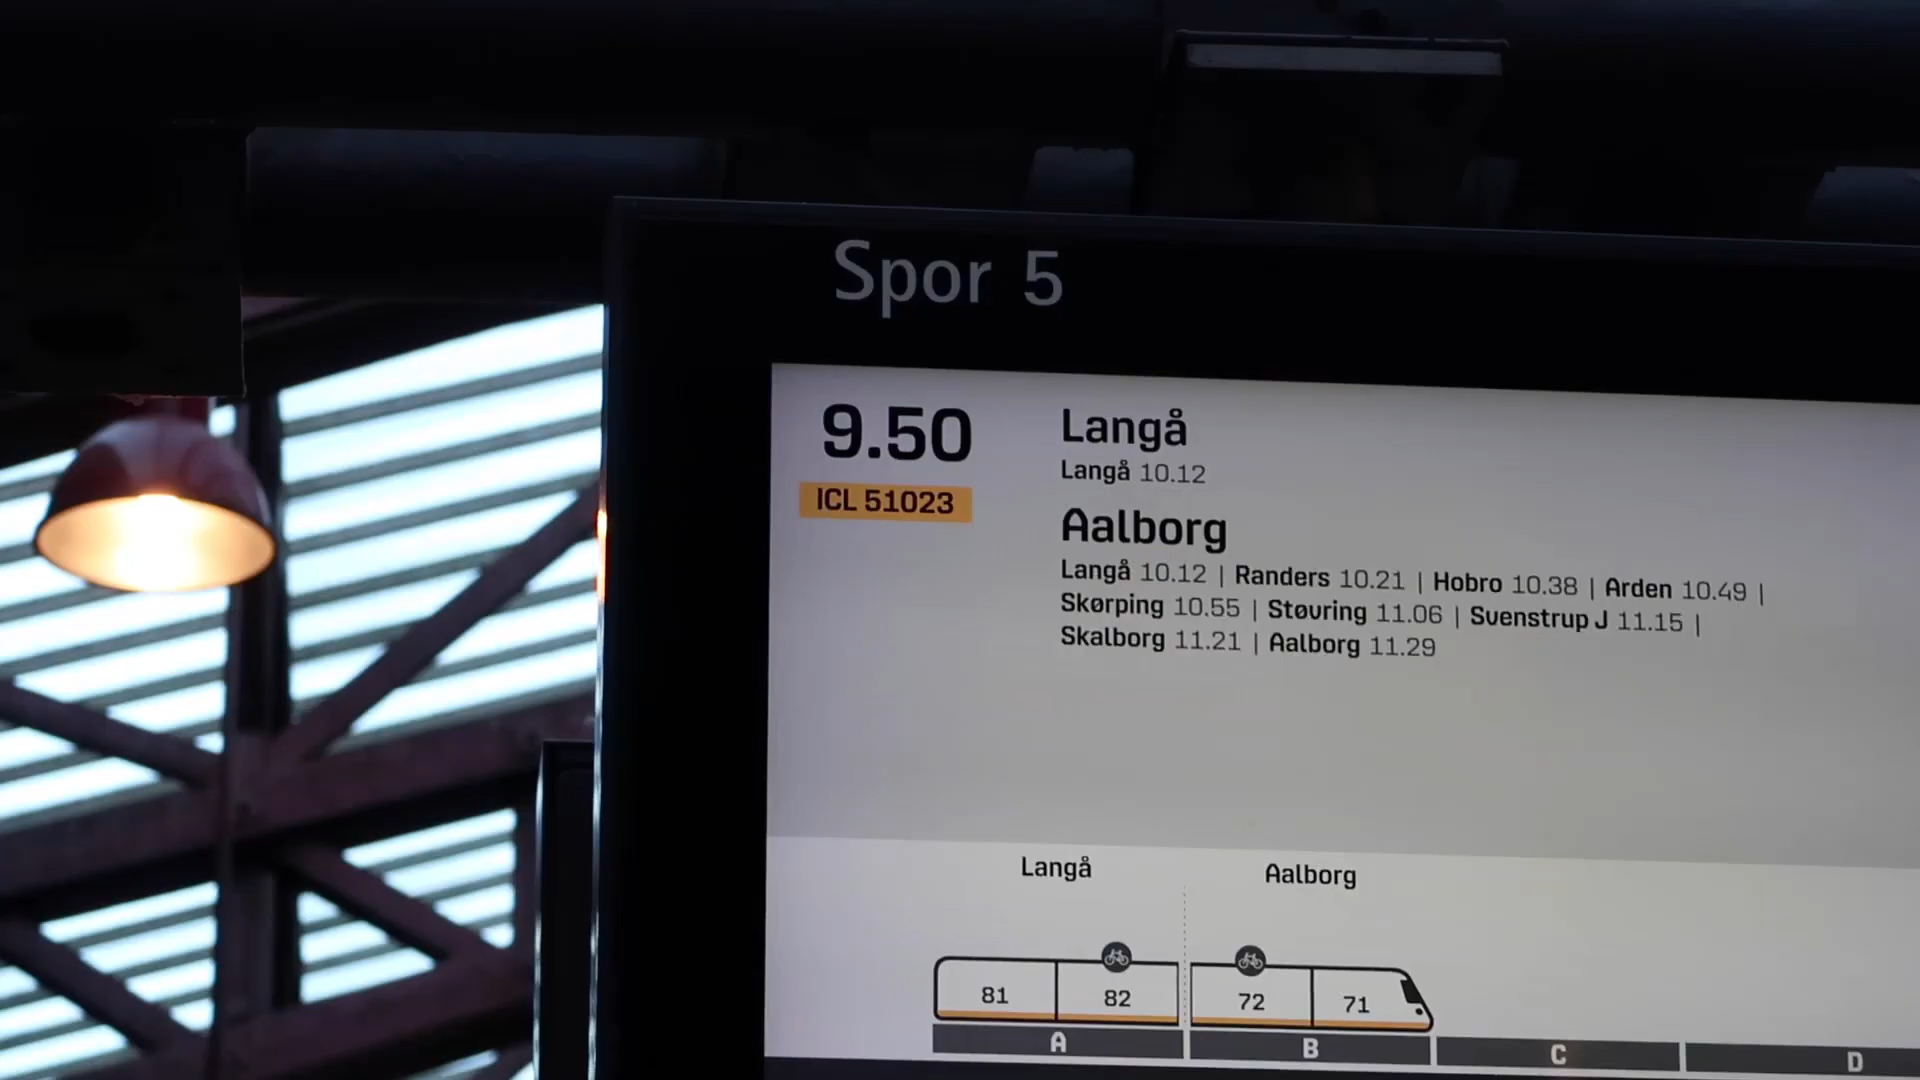 Spor 5
9.50
ICL 51023
Langå
Langå 10.12
Aalborg
Langå 10.12 | Randers 10.21 | Hobro 10.38 | Arden 10.49 |
Skørping 10.55 | Støvring 11.06 | Svenstrup J 11.15 |
Skalborg 11.21 | Aalborg 11.29
Langå Aalborg
81 82 72 71
A B C D